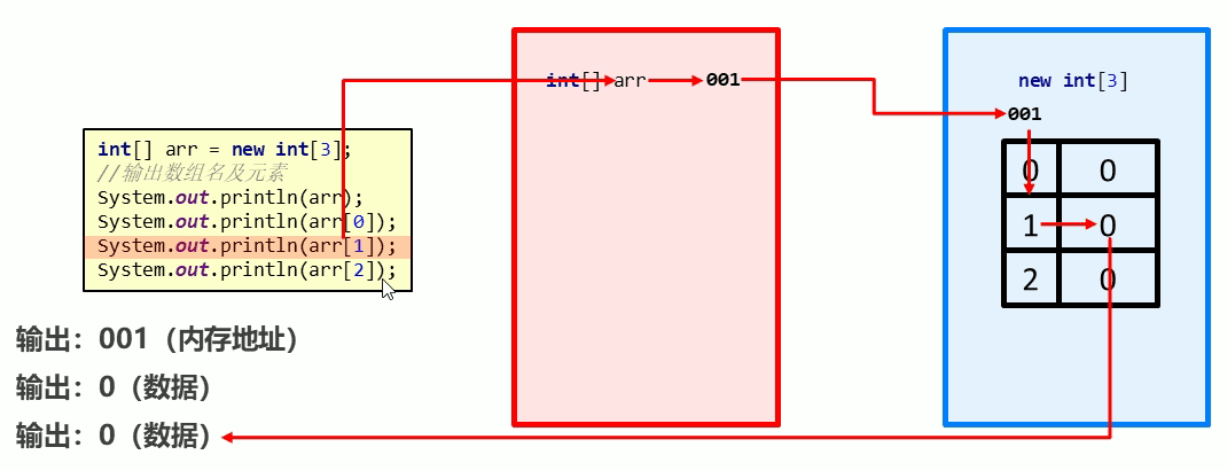 int[] arr = new int[3];
//输出数组名及元素
System.out.println(arr);
System.out.println(arr[0]);
System.out.println(arr[1]);
System.out.println(arr[2]);
int[] arr
001
new int[3]
001
0 0
1 0
2 0
输出：001（内存地址）
输出：0（数据）
输出：0（数据）